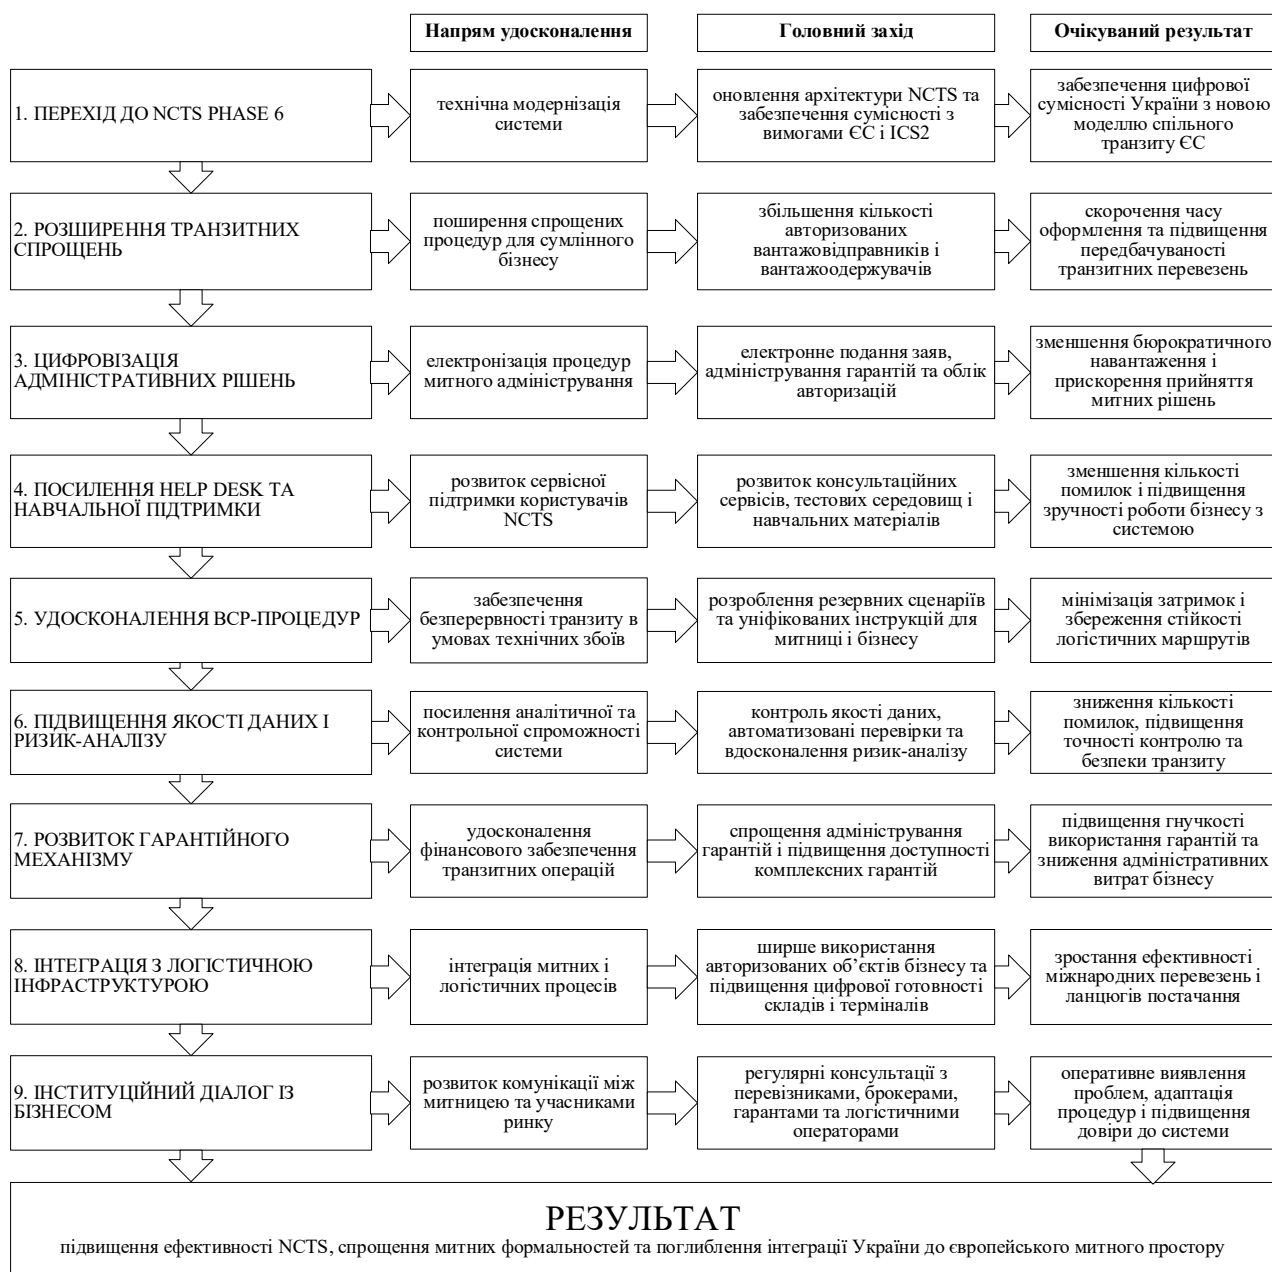 Напрям удосконалення
Головний захід
Очікуваний результат
1. ПЕРЕХІД ДО NCTS PHASE 6
технічна модернізація
системи
оновлення архітектури NCTS та
забезпечення сумісності з
вимогами ЄС і ICS2
забезпечення цифрової
сумісності України з новою
моделлю спільного
транзиту ЄС
2. РОЗШИРЕННЯ ТРАНЗИТНИХ
СПРОЩЕНЬ
поширення спрощених
процедур для сумлінного
бізнесу
збільшення кількості
авторизованих
вантажовідправників і
вантажоодержувачів
скорочення часу
оформлення та підвищення
передбачуваності
транзитних перевезень
3. ЦИФРОВІЗАЦІЯ
АДМІНІСТРАТИВНИХ РІШЕНЬ
електронізація процедур
митного адміністрування
електронне подання заяв,
адміністрування гарантій та облік
авторизацій
зменшення бюрократичного
навантаження і
прискорення прийняття
митних рішень
4. ПОСИЛЕННЯ HELP DESK ТА
НАВЧАЛЬНОЇ ПІДТРИМКИ
розвиток сервісної
підтримки користувачів
NCTS
розвиток консультаційних
сервісів, тестових середовищ і
навчальних матеріалів
зменшення кількості
помилок і підвищення
зручності роботи бізнесу з
системою
5. УДОСКОНАЛЕННЯ BCP-ПРОЦЕДУР
забезпечення
безперервності транзиту в
умовах технічних збоїв
розроблення резервних сценаріїв
та уніфікованих інструкцій для
митниці і бізнесу
мінімізація затримок і
збереження стійкості
логістичних маршрутів
6. ПІДВИЩЕННЯ ЯКОСТІ ДАНИХ І
РИЗИК-АНАЛІЗУ
посилення аналітичної та
контрольної спроможності
системи
контроль якості даних,
автоматизовані перевірки та
вдосконалення ризик-аналізу
зниження кількості
помилок, підвищення
точності контролю та
безпеки транзиту
7. РОЗВИТОК ГАРАНТІЙНОГО
МЕХАНІЗМУ
удосконалення
фінансового забезпечення
транзитних операцій
спрощення адміністрування
гарантій і підвищення доступності
комплексних гарантій
підвищення гнучкості
використання гарантій та
зниження адміністративних
витрат бізнесу
8. ІНТЕГРАЦІЯ З ЛОГІСТИЧНОЮ
ІНФРАСТРУКТУРОЮ
інтеграція митних і
логістичних процесів
ширше використання
авторизованих об’єктів бізнесу та
підвищення цифрової готовності
складів і терміналів
зростання ефективності
міжнародних перевезень і
ланцюгів постачання
9. ІНСТИТУЦІЙНИЙ ДІАЛОГ ІЗ
БІЗНЕСОМ
розвиток комунікації між
митницею та учасниками
ринку
регулярні консультації з
перевізниками, брокерами,
гарантами та логістичними
операторами
оперативне виявлення
проблем, адаптація
процедур і підвищення
довіри до системи
РЕЗУЛЬТАТ
підвищення ефективності NCTS, спрощення митних формальностей та поглиблення інтеграції України до європейського митного простору